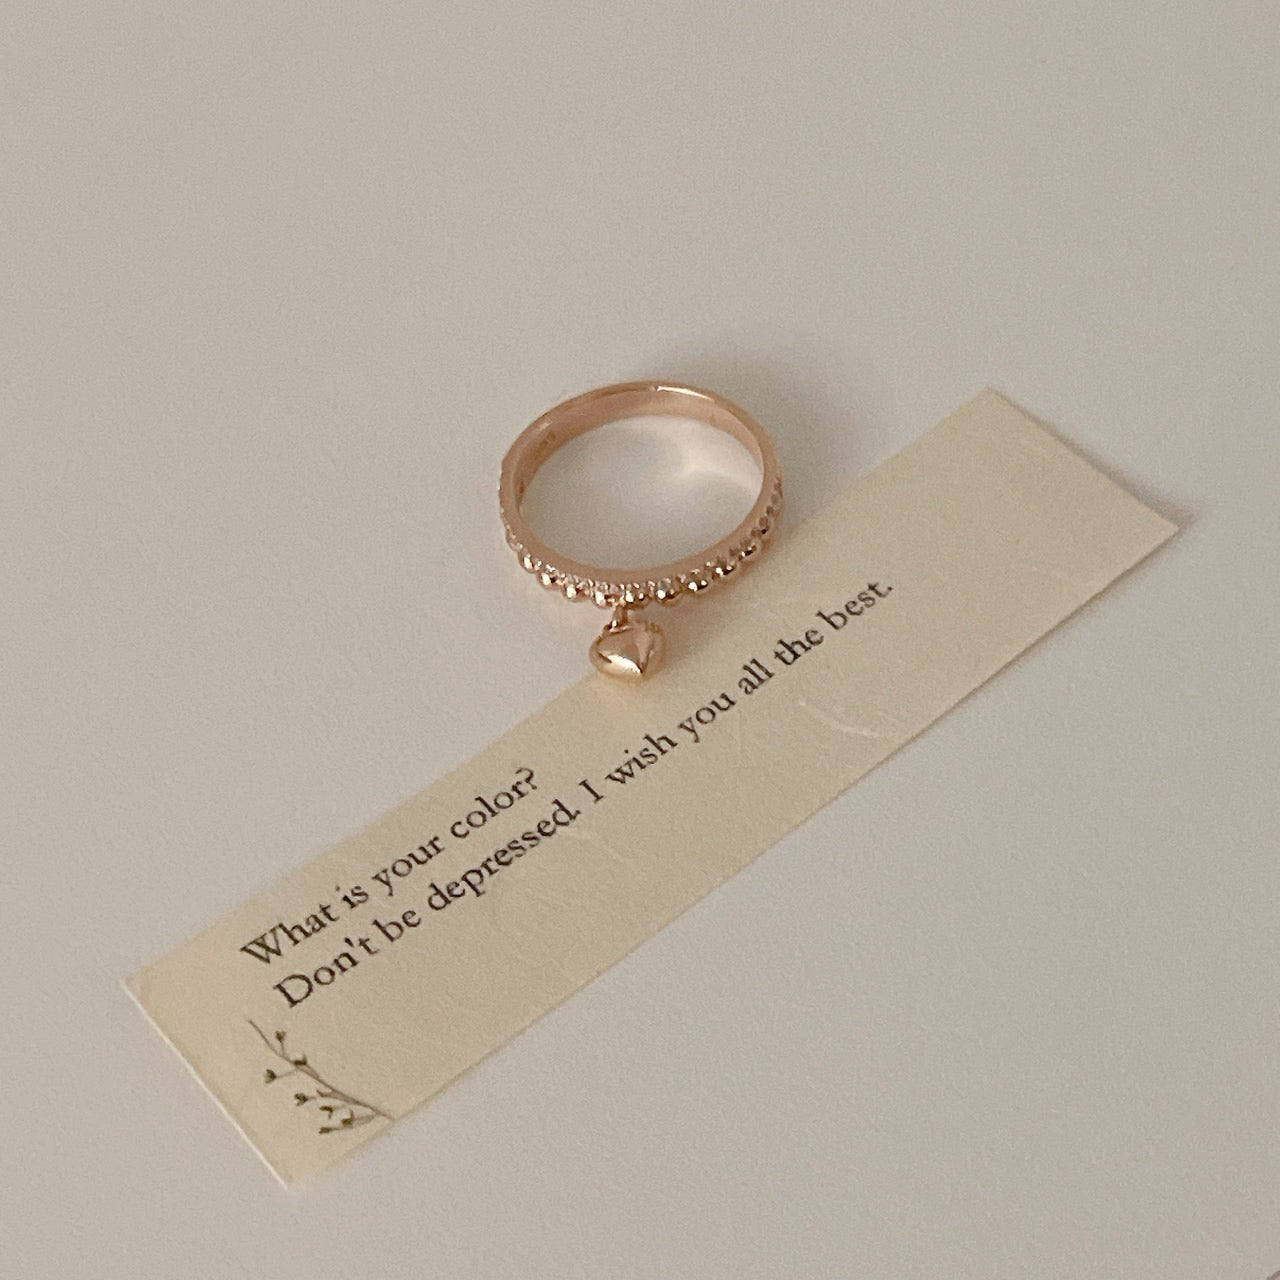 What is your color?
Don't be depressed. I wish you all the best.